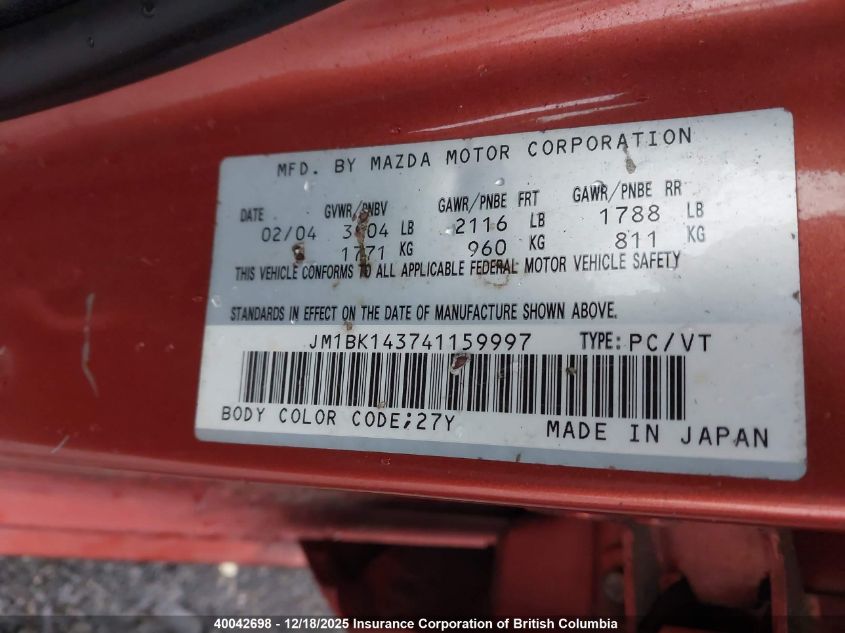 MFD. BY MAZDA MOTOR CORPORATION
DATE GVWR/PNBV GAWR/PNBE FRT GAWR/PNBE RR
02/04 LB 2116 LB 1788 LB
1771 KG 960 KG 811 KG
THIS VEHICLE CONFORMS TO ALL APPLICABLE FEDERAL MOTOR VEHICLE SAFETY
STANDARDS IN EFFECT ON THE DATE OF MANUFACTURE SHOWN ABOVE.
JM1BK143741159997 TYPE: PC/VT
BODY COLOR CODE;27Y MADE IN JAPAN
40042698 - 12/18/2025 Insurance Corporation of British Columbia